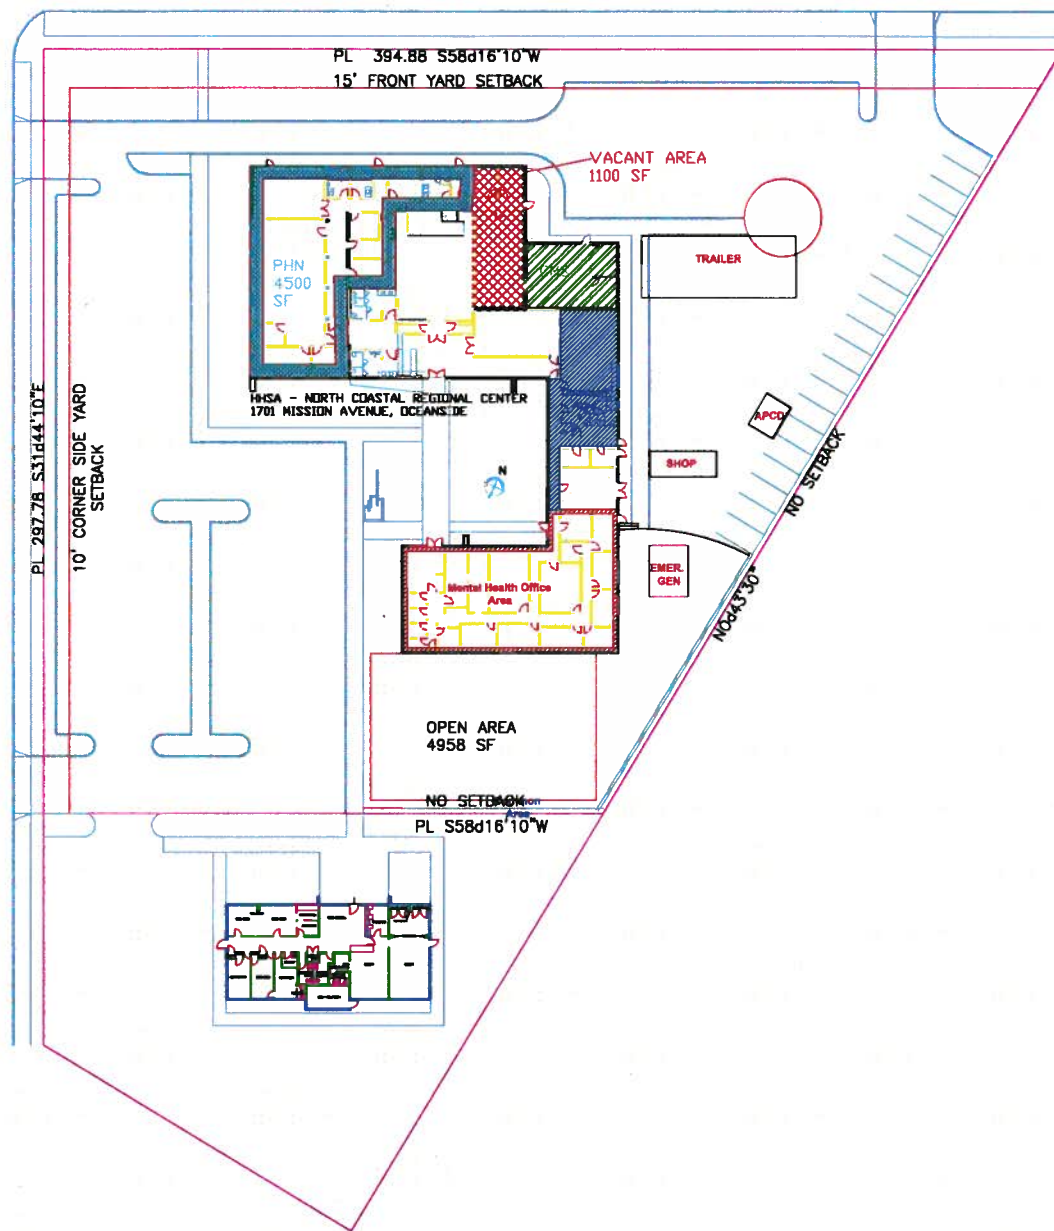 PL 394.88 S58d16'10"W
15' FRONT YARD SETBACK
VACANT AREA
1100 SF
TRAILER
PHN
4500
SF
CMS
HHSA - NORTH COASTAL REGIONAL CENTER
1701 MISSION AVENUE, OCEANSIDE
APCD
SHOP
N
NO SETBACK
PL 297.78 S31d44'10"E
10' CORNER SIDE YARD
SETBACK
EMER.
GEN
Mental Health Office
Area
N0d43'30"
OPEN AREA
4958 SF
NO SETBACK
Area
PL S58d16'10"W